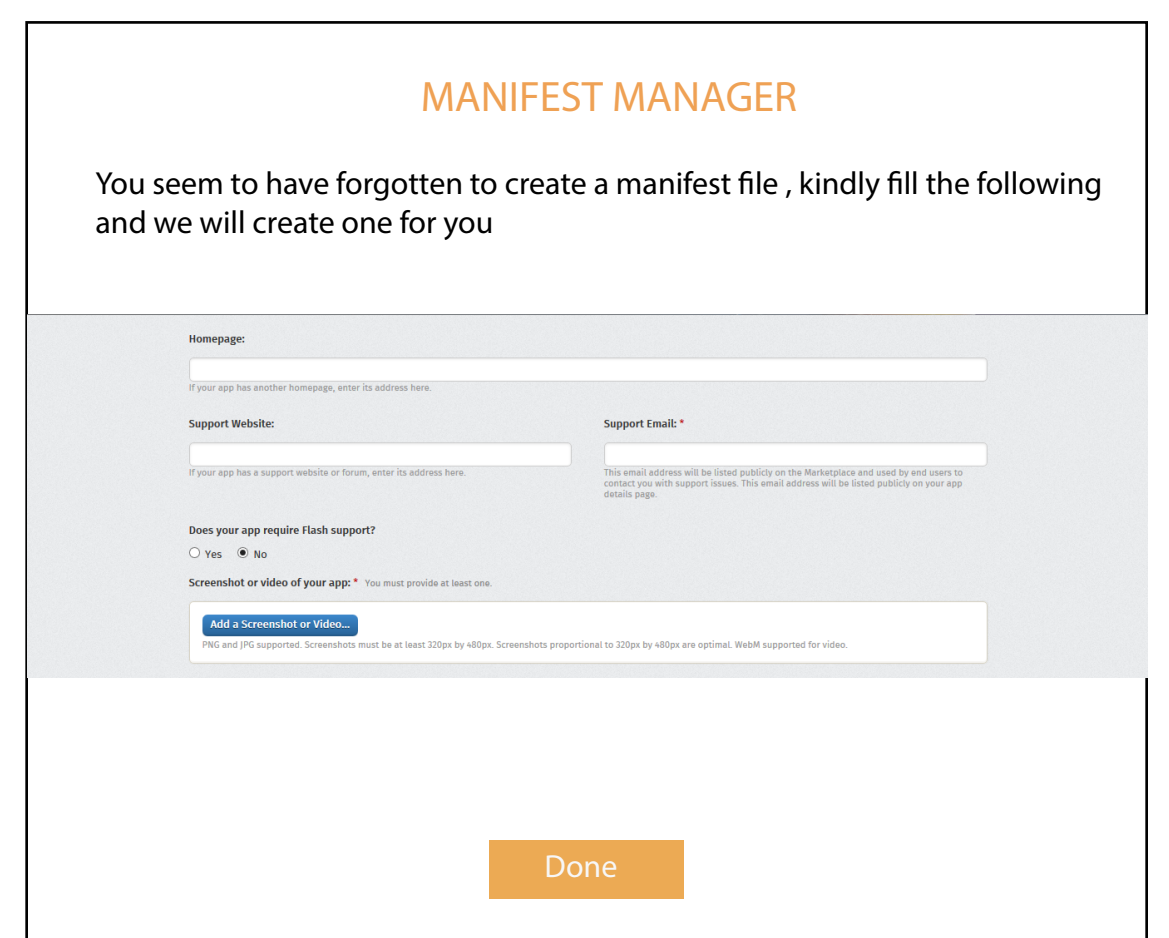 MANIFEST MANAGER
You seem to have forgotten to create a manifest file , kindly fill the following
and we will create one for you
Homepage:
If your app has another homepage, enter its address here.
Support Website:
Support Email: *
If your app has a support website or forum, enter its address here.
This email address will be listed publicly on the Marketplace and used by end users to
contact you with support issues. This email address will be listed publicly on your app
details page.
Does your app require Flash support?
Yes No
Screenshot or video of your app: * You must provide at least one.
Add a Screenshot or Video...
PNG and JPG supported. Screenshots must be at least 320px by 480px. Screenshots proportional to 320px by 480px are optimal. WebM supported for video.
Done